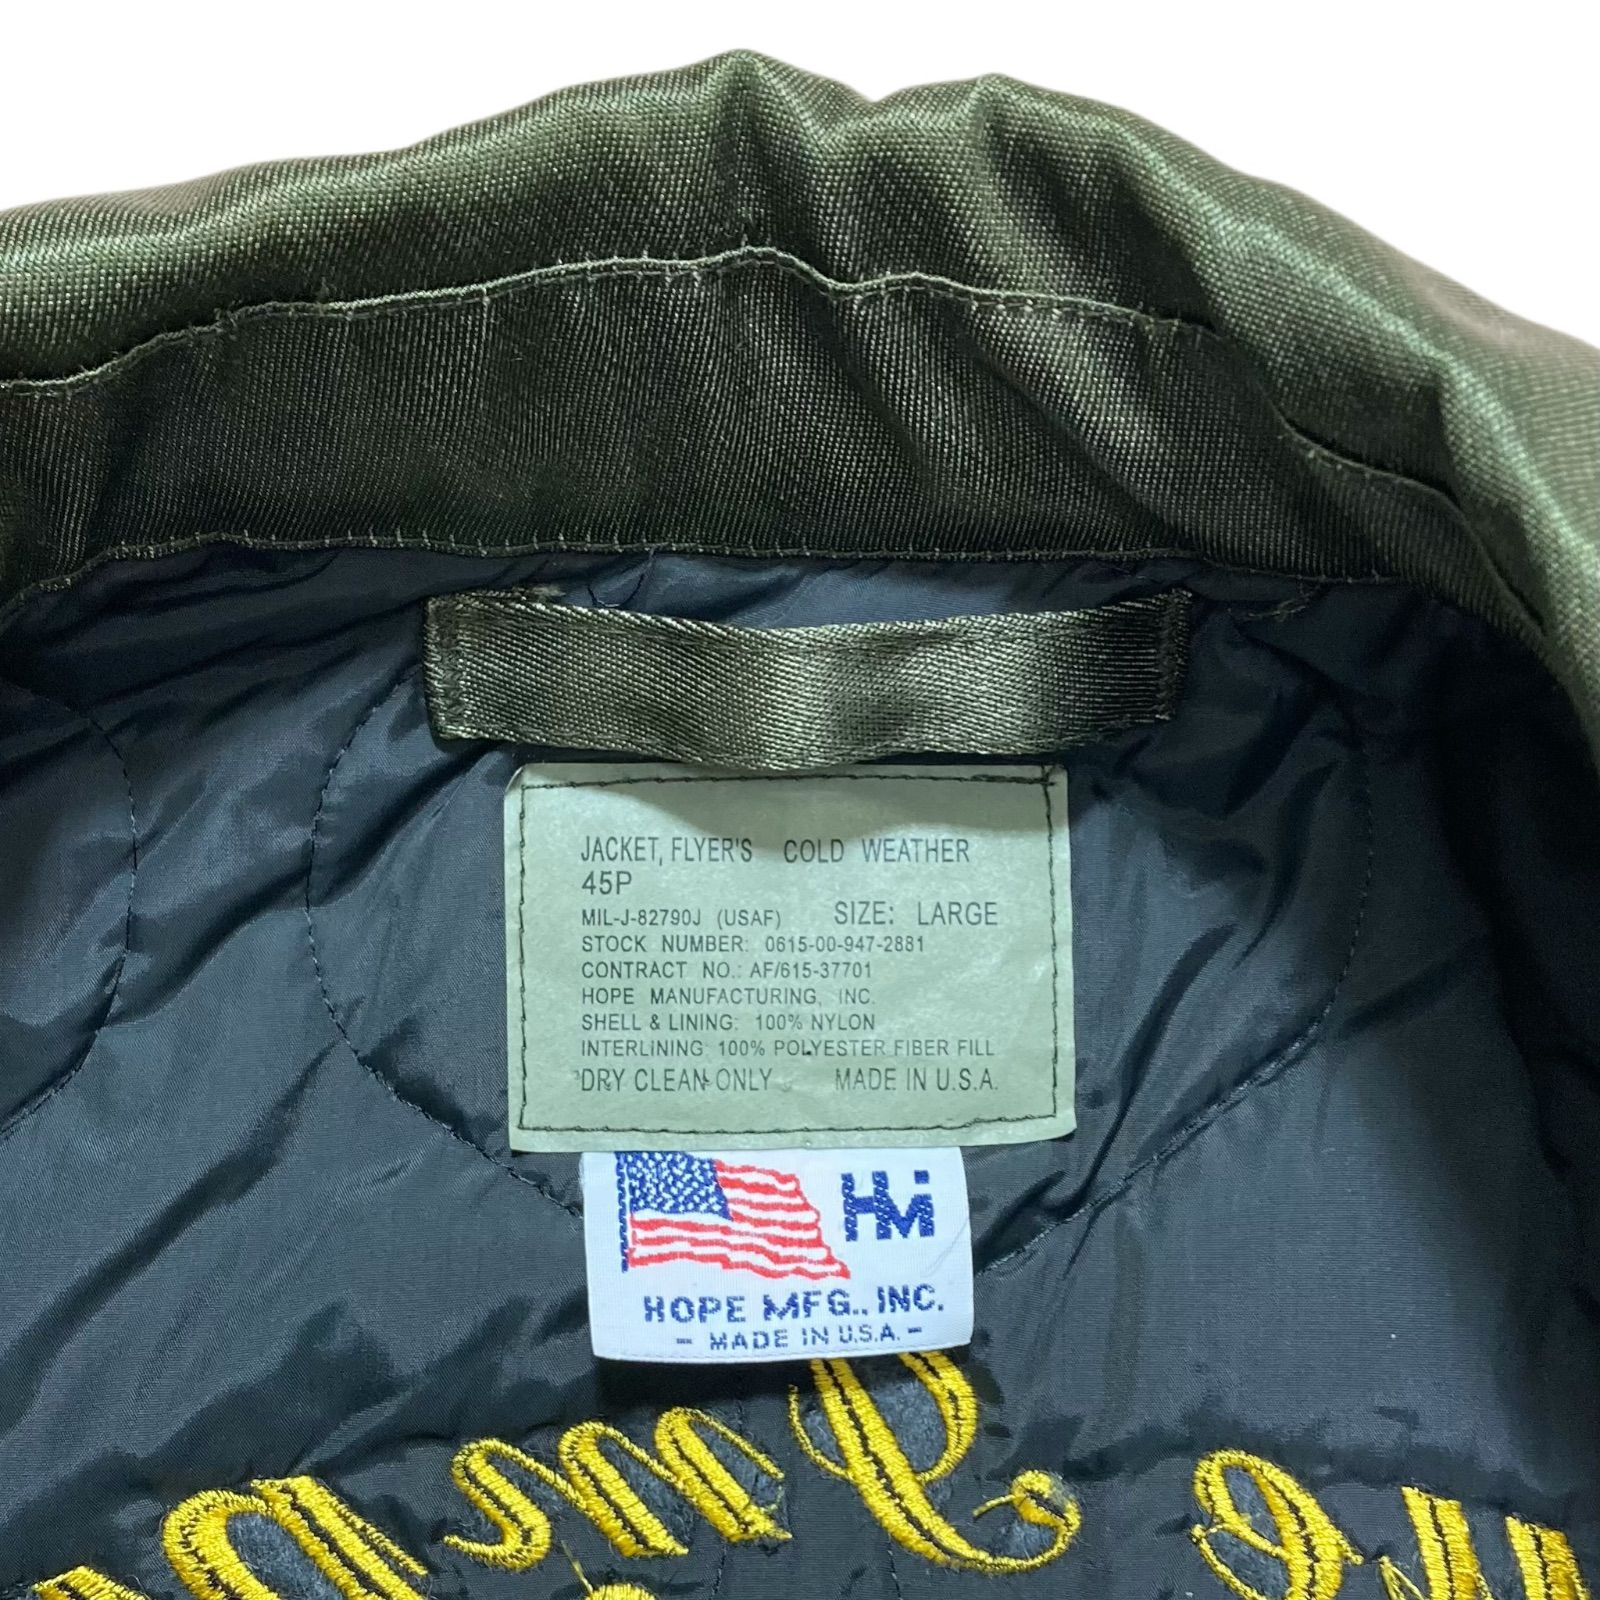 JACKET, FLYER'S COLD WEATHER
45P
MIL-J-82790J (USAF) SIZE: LARGE
STOCK NUMBER: 0615-00-947-2881
CONTRACT NO.: AF/615-37701
HOPE MANUFACTURING, INC.
SHELL & LINING: 100% NYLON
INTERLINING: 100% POLYESTER FIBER FILL
DRY CLEAN ONLY MADE IN U.S.A.
HMi
HOPE MFG., INC.
- MADE IN U.S.A. -